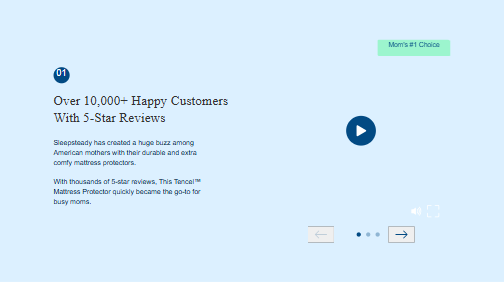 Mom's #1 Choice
01
Over 10,000+ Happy Customers
With 5-Star Reviews
Sleepsteady has created a huge buzz among
American mothers with their durable and extra
comfy mattress protectors.
With thousands of 5-star reviews, This Tencel™
Mattress Protector quickly became the go-to for
busy moms.